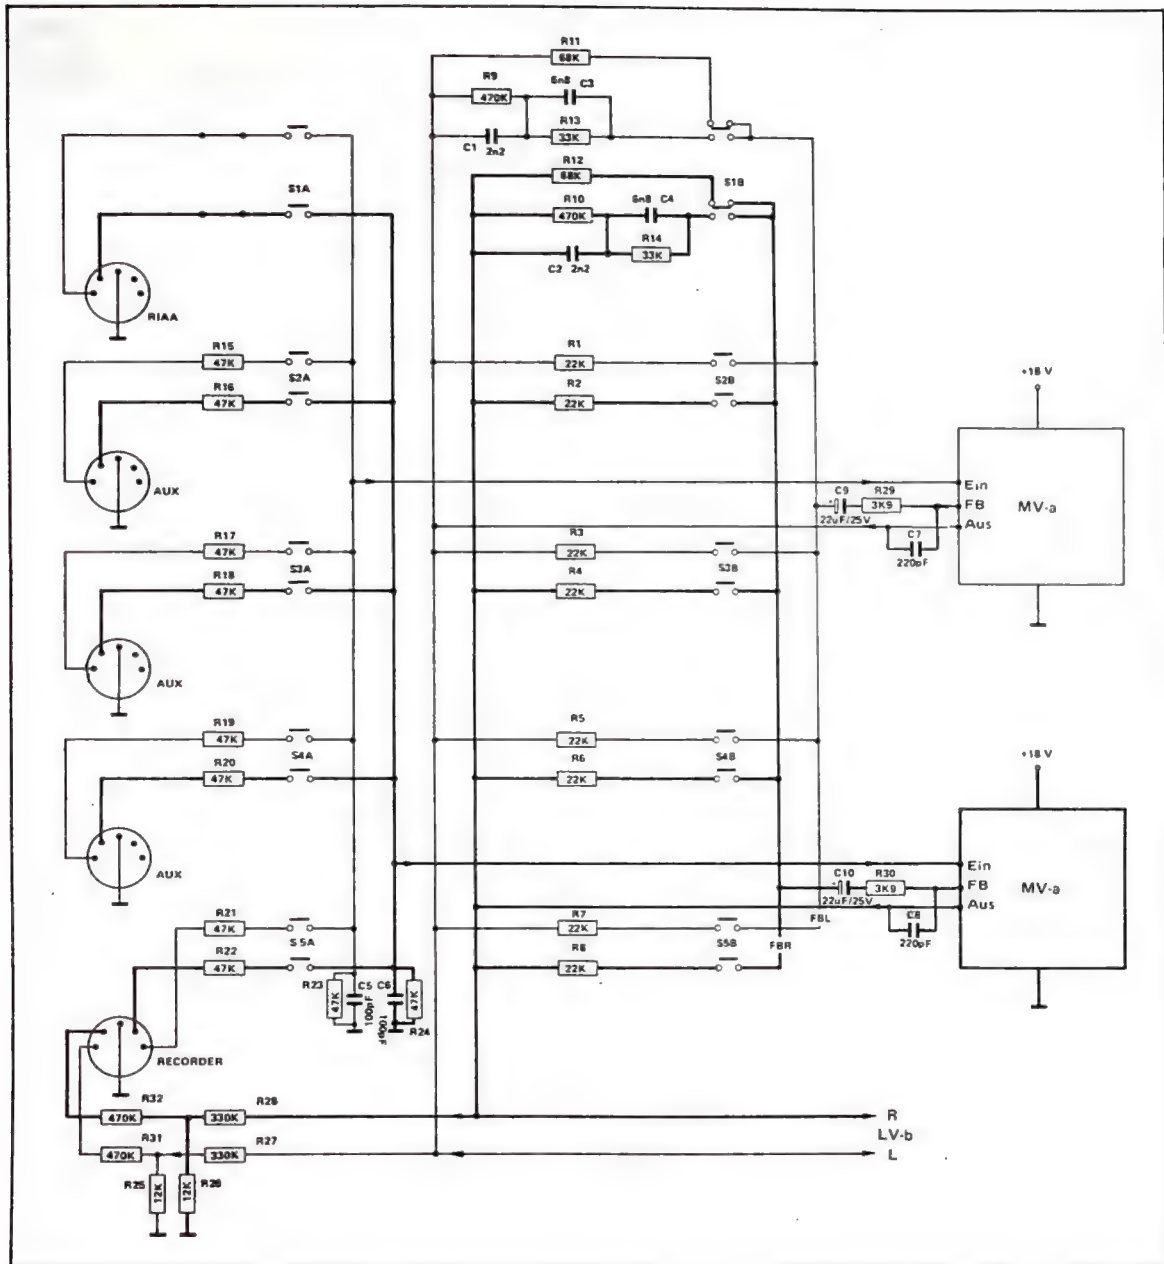 R11
68K
R9
470K
6n8 C3
C1 2n2
R13
33K
R12
68K
S1A
S1B
R10
470K
6n8 C4
R14
33K
C2 2n2
RIAA
R15
47K
S2A
R16
47K
R1
22K
S2B
R2
22K
+18 V
AUX
Ein
FB
Aus
MV-a
C9
22uF/25V
R29
3K9
C7
220pF
R17
47K
S3A
R18
47K
R3
22K
S3B
R4
22K
AUX
R19
47K
S4A
R20
47K
R5
22K
S4B
R6
22K
+18 V
AUX
Ein
FB
Aus
MV-a
C10
22uF/25V
R30
3K9
C8
220pF
R21
47K
S5A
R22
47K
R7
22K
S5B
R8
22K
FBR
FBL
R23
47K
C5
100pF
C6
100pF
47K
R24
RECORDER
R32
470K
R28
330K
R
LV-b
L
R31
470K
R27
330K
R25
12K
R26
12K